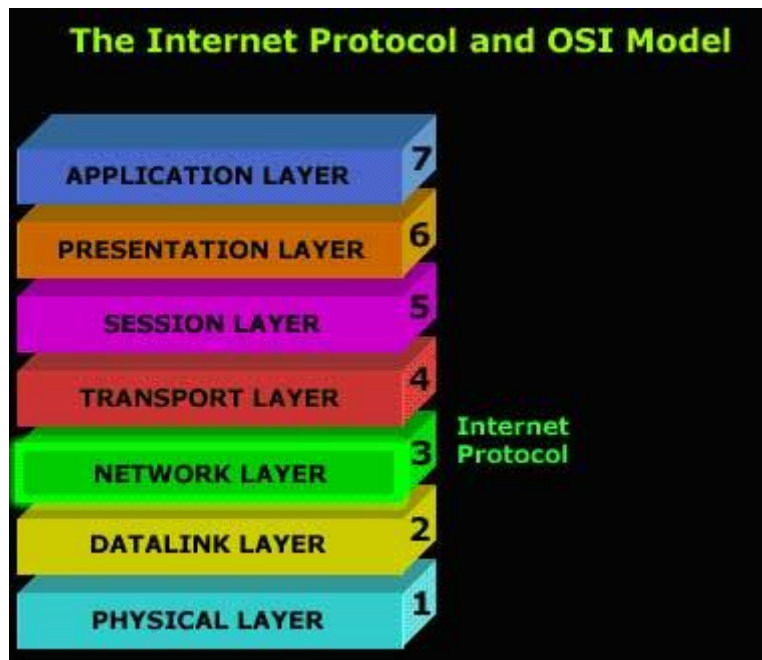 The Internet Protocol and OSI Model
APPLICATION LAYER 7
PRESENTATION LAYER 6
SESSION LAYER 5
TRANSPORT LAYER 4
NETWORK LAYER 3
Internet
Protocol
DATALINK LAYER 2
PHYSICAL LAYER 1